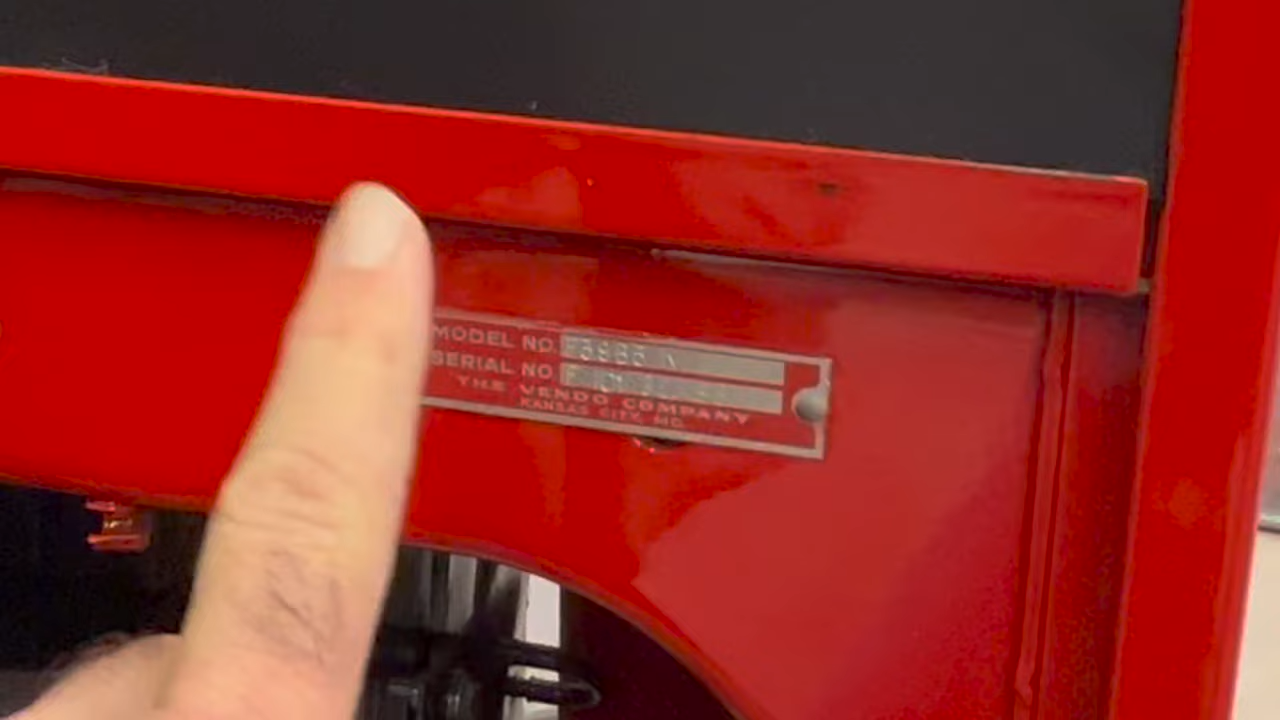 MODEL NO
SERIAL NO
THE VENDO COMPANY
KANSAS CITY, MO.